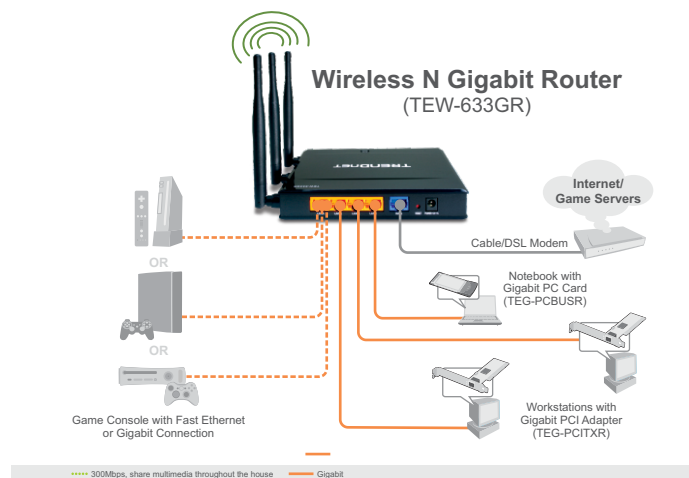 Wireless N Gigabit Router
(TEW-633GR)
TRENDnet
Internet/
Game Servers
Cable/DSL Modem
OR
Notebook with
Gigabit PC Card
(TEG-PCBUSR)
OR
Game Console with Fast Ethernet
or Gigabit Connection
Workstations with
Gigabit PCI Adapter
(TEG-PCITXR)
300Mbps, share multimedia throughout the house
Gigabit